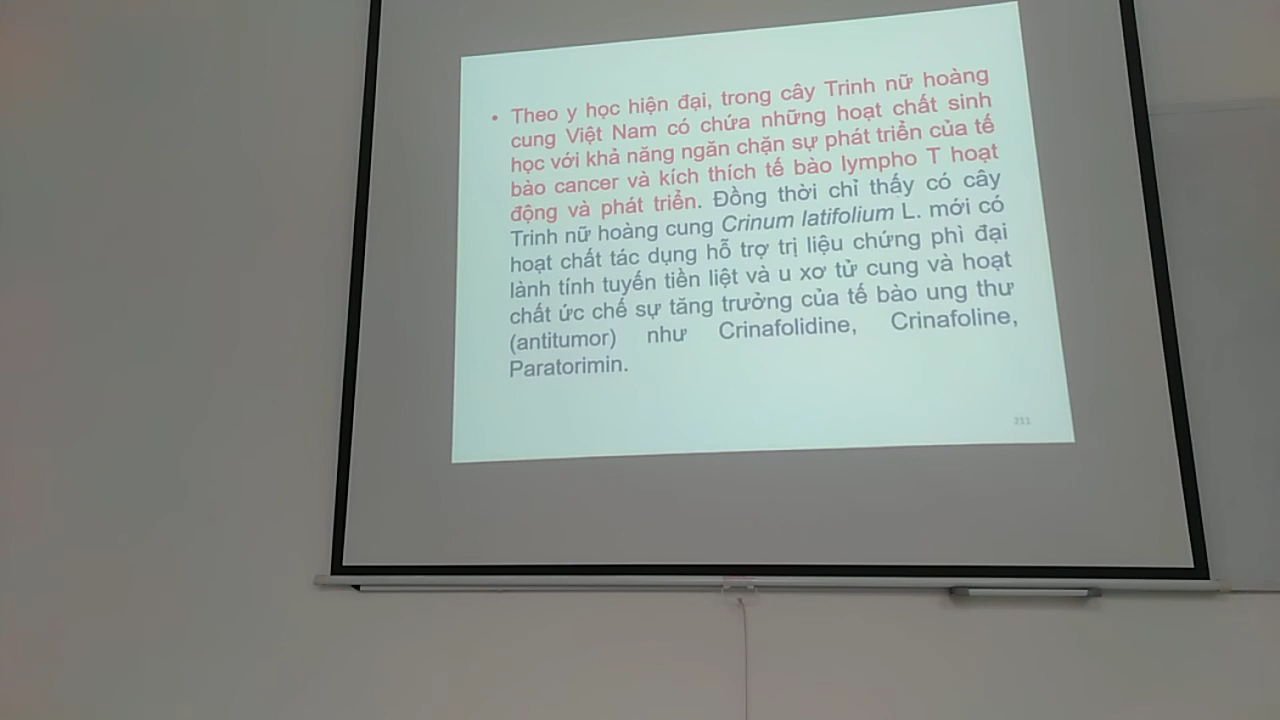 • Theo y học hiện đại, trong cây Trinh nữ hoàng
cung Việt Nam có chứa những hoạt chất sinh
học với khả năng ngăn chặn sự phát triển của tế
bào cancer và kích thích tế bào lympho T hoạt
động và phát triển. Đồng thời chỉ thấy có cây
Trinh nữ hoàng cung Crinum latifolium L. mới có
hoạt chất tác dụng hỗ trợ trị liệu chứng phì đại
lành tính tuyến tiền liệt và u xơ tử cung và hoạt
chất ức chế sự tăng trưởng của tế bào ung thư
(antitumor) như Crinafolidine, Crinafoline,
Paratorimin.
211